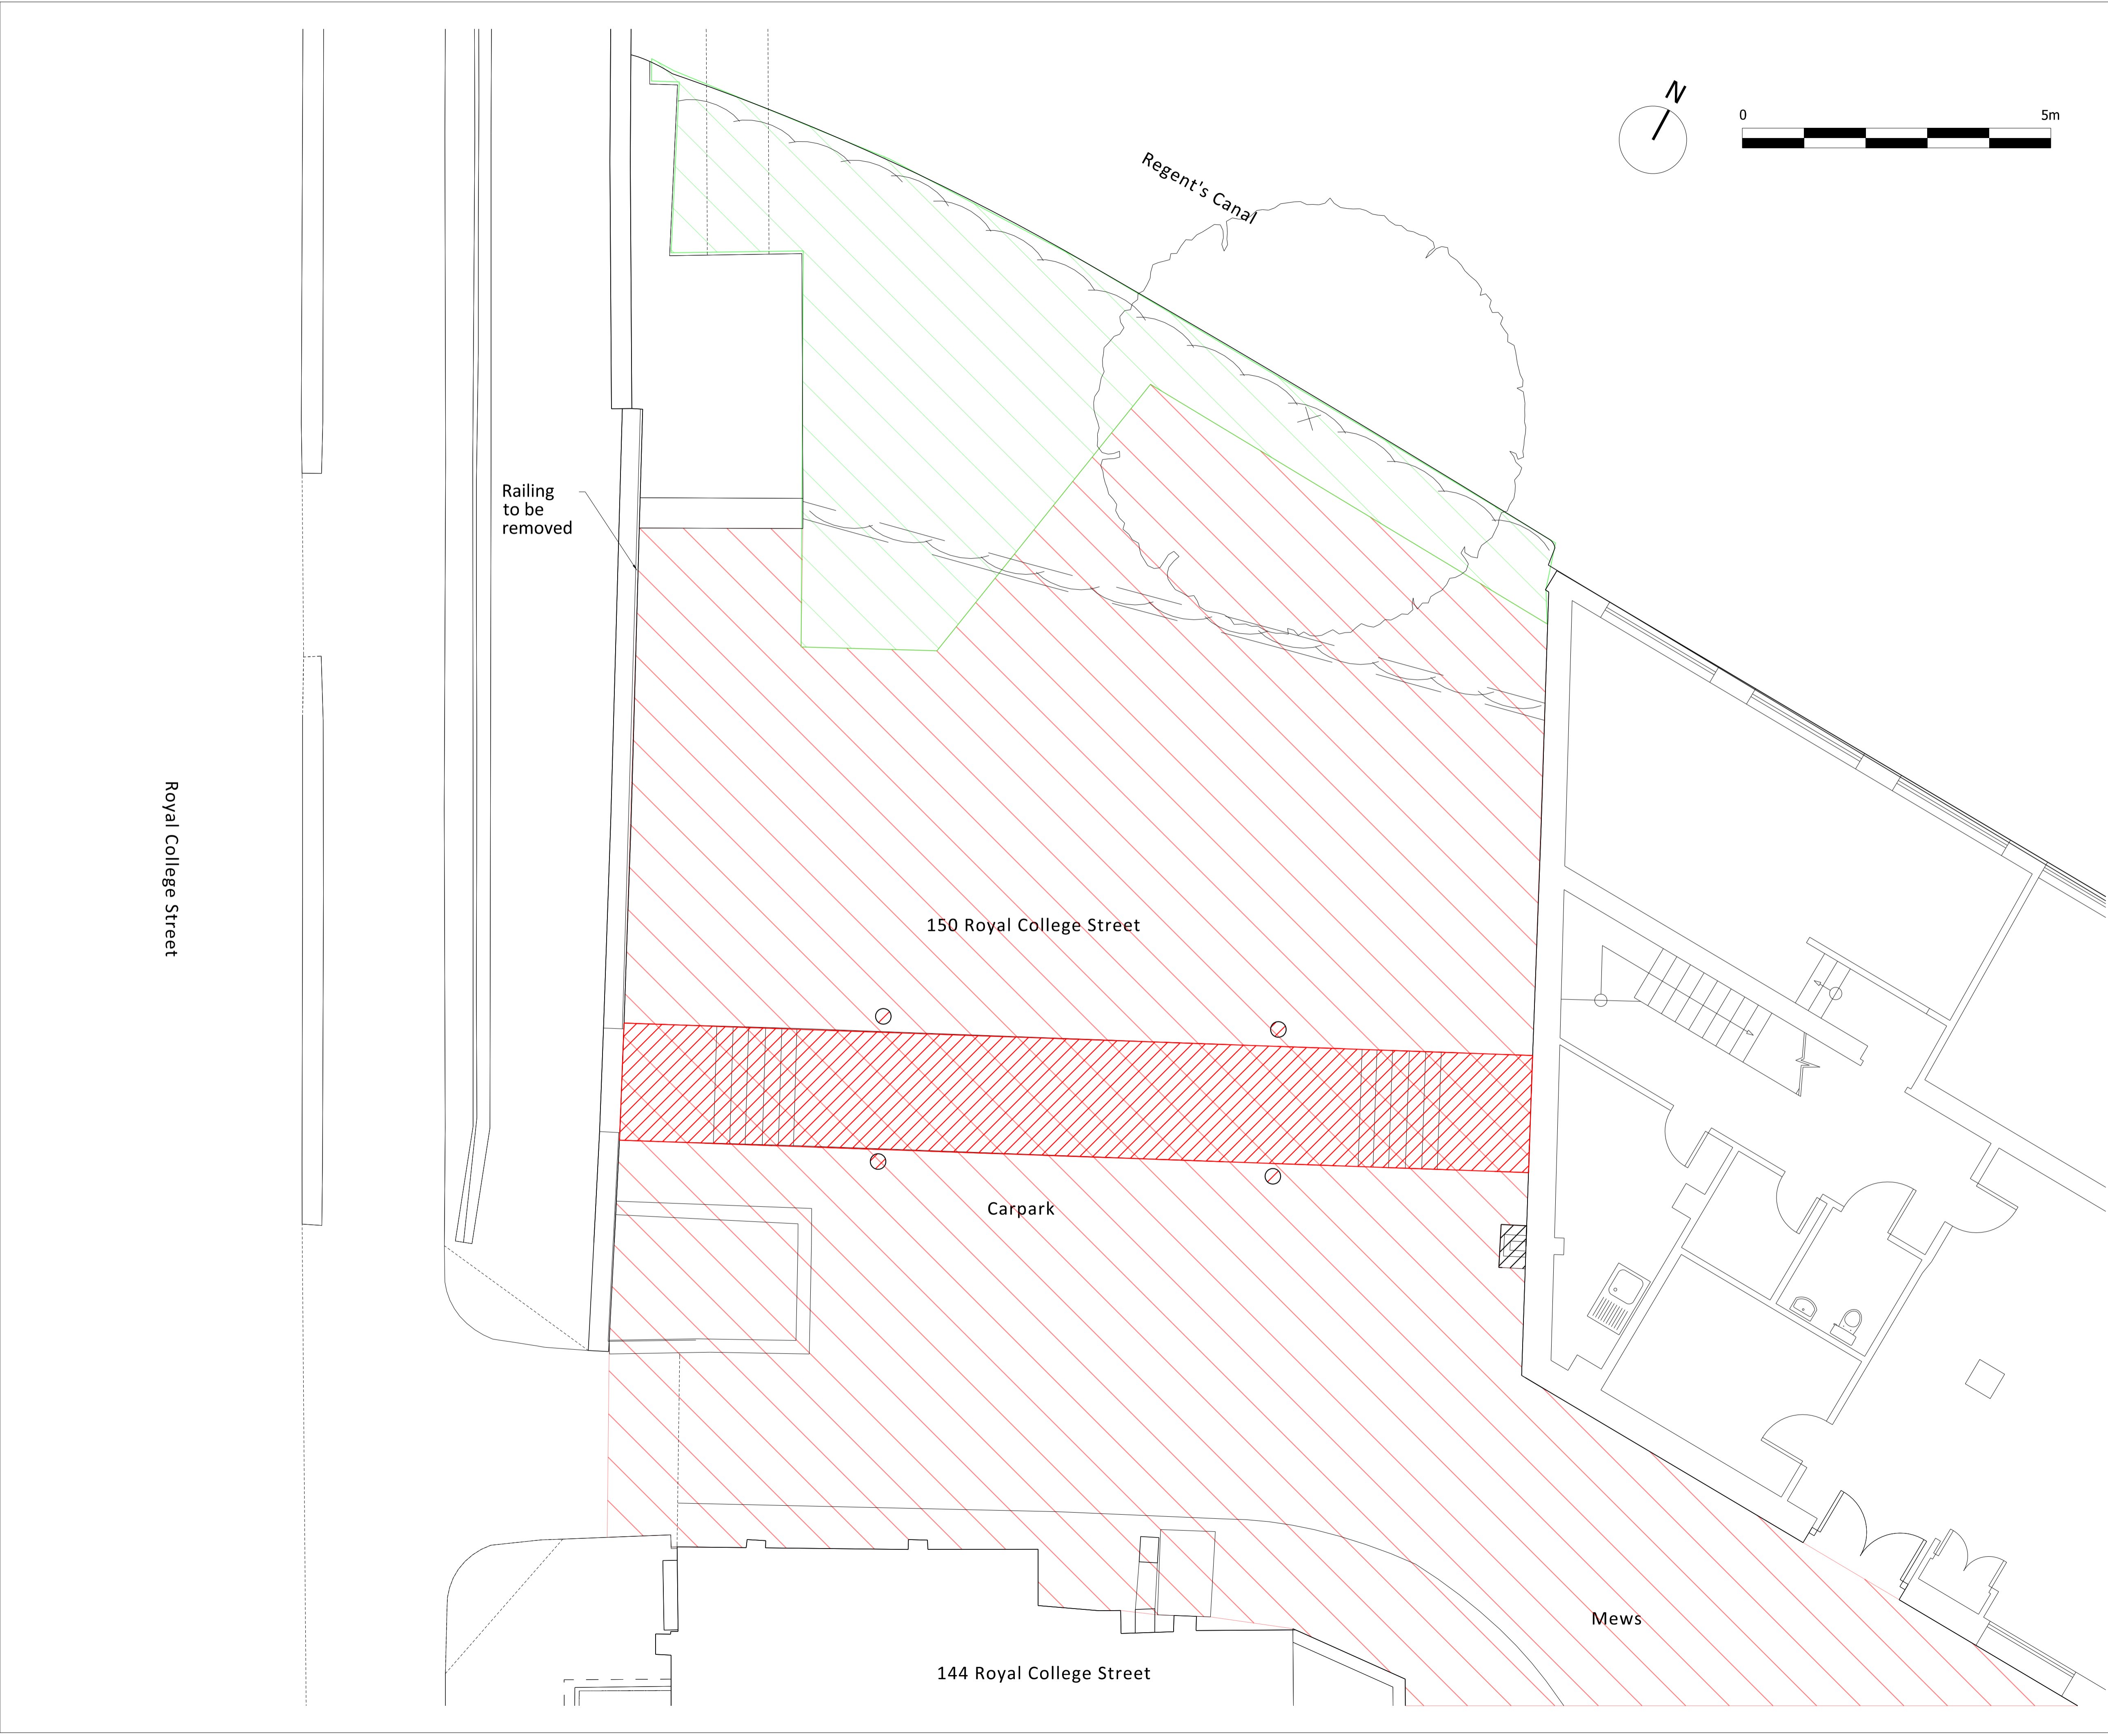 N
0
5m
Regent's Canal
Railing
to be
removed
Royal College Street
150 Royal College Street
Carpark
Mews
144 Royal College Street